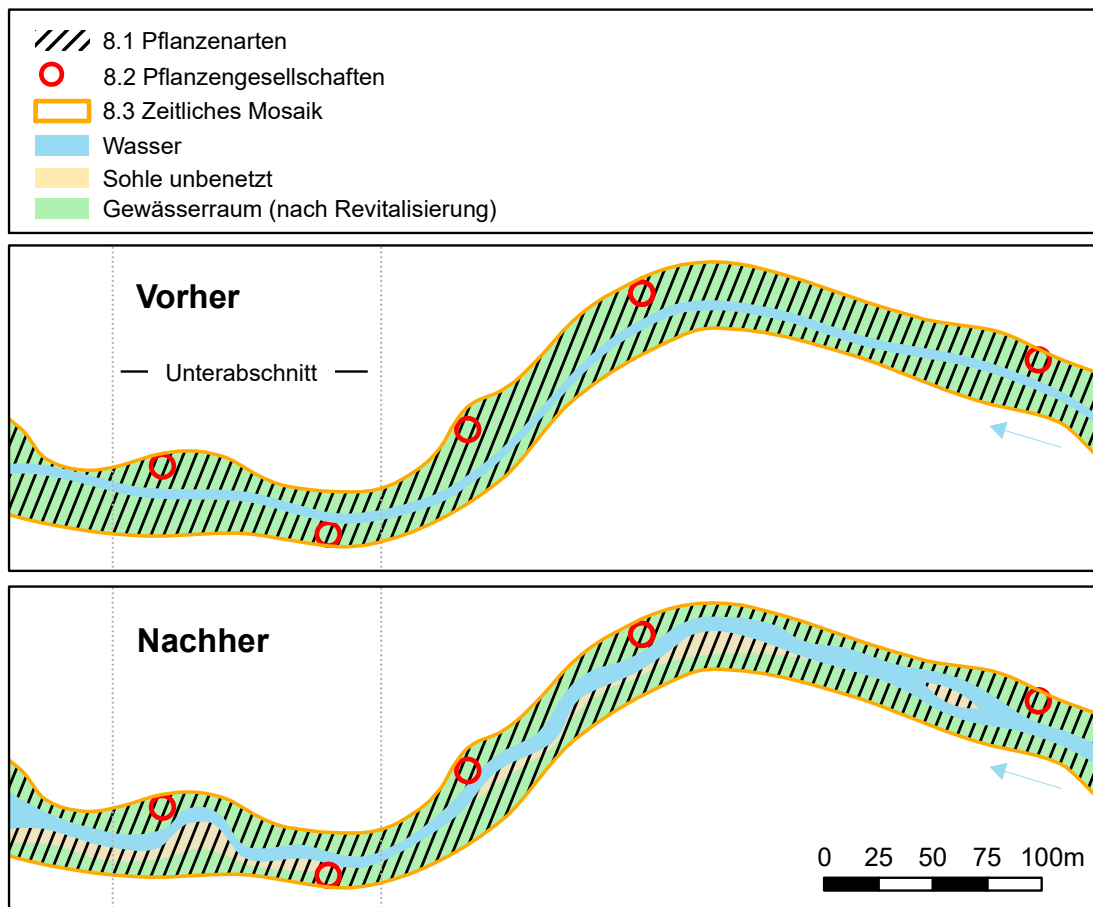 8.1 Pflanzenarten
8.2 Pflanzengesellschaften
8.3 Zeitliches Mosaik
Wasser
Sohle unbenetzt
Gewässerraum (nach Revitalisierung)
Vorher
Unterabschnitt
Nachher
0 25 50 75 100m